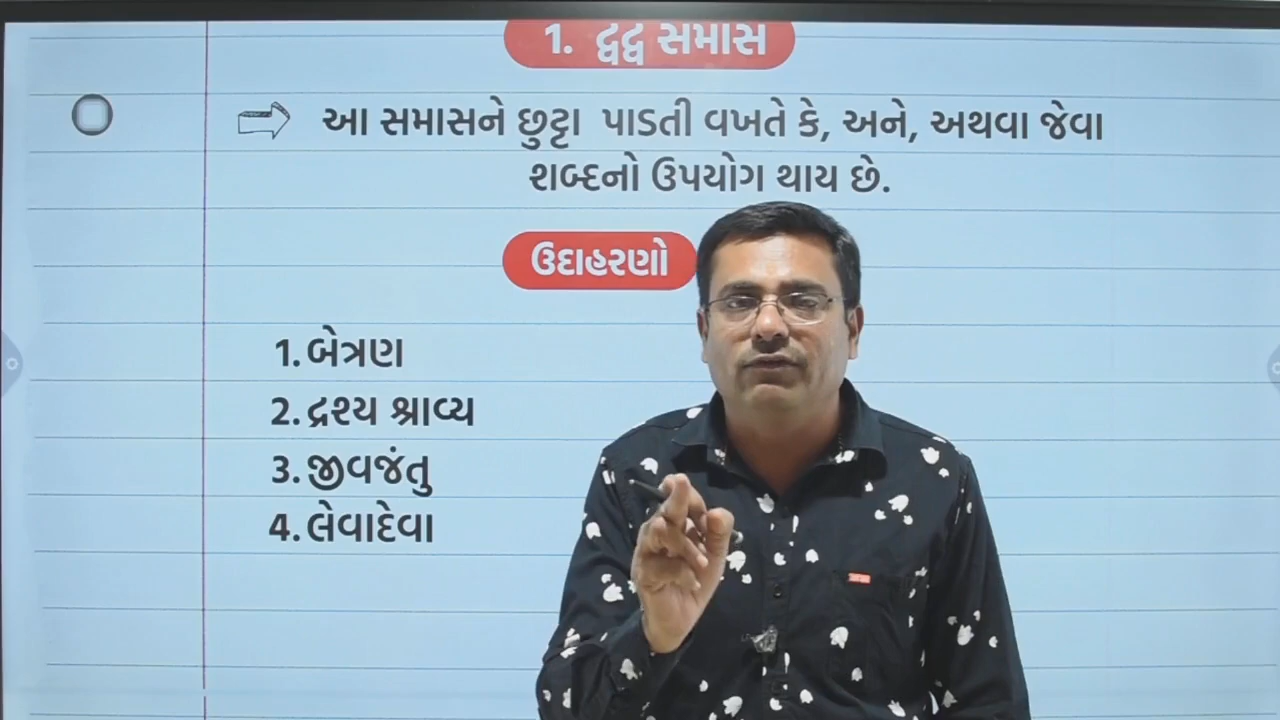 1. દ્વદ્વ સમાસ
આ સમાસને છુટ્ટા પાડતી વખતે કે, અને, અથવા જેવા
શબ્દનો ઉપયોગ થાય છે.
ઉદાહરણો
1. બેત્રણ
2. દ્રશ્ય શ્રાવ્ય
3. જીવજંતુ
4. લેવાદેવા